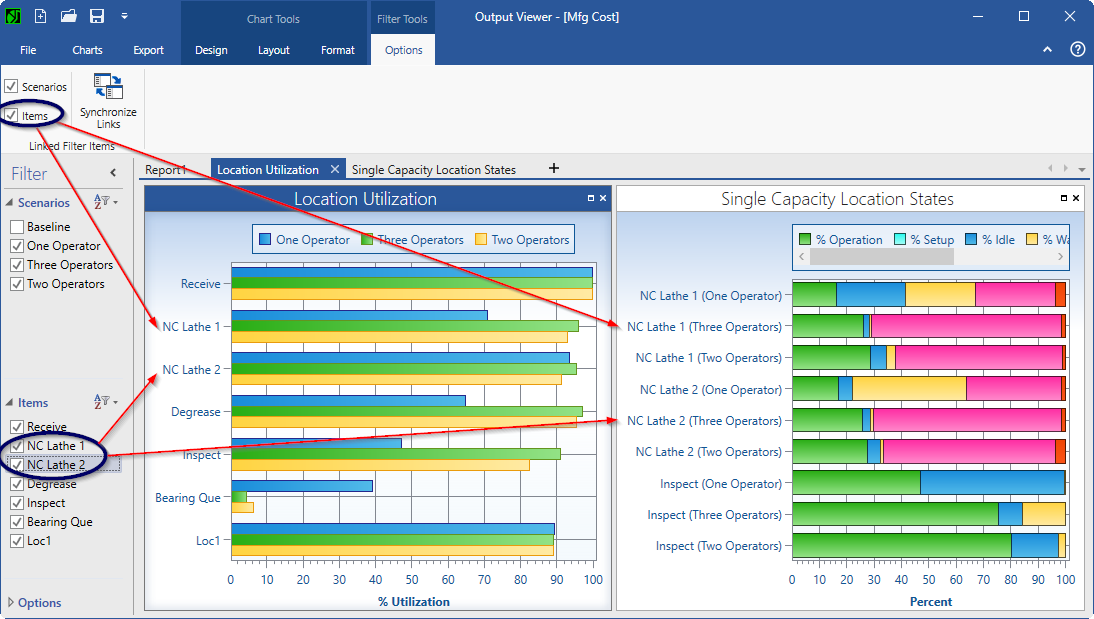 Chart Tools
Filter Tools
Output Viewer - [Mfg Cost]
File
Charts
Export
Design
Layout
Format
Options
Scenarios
Items
Synchronize
Links
Linked Filter Items
Filter
Scenarios
Baseline
One Operator
Three Operators
Two Operators
Items
Receive
NC Lathe 1
NC Lathe 2
Degrease
Inspect
Bearing Que
Loc1
Options
Report1
Location Utilization
Single Capacity Location States
Location Utilization
One Operator
Three Operators
Two Operators
Receive
NC Lathe 1
NC Lathe 2
Degrease
Inspect
Bearing Que
Loc1
0 10 20 30 40 50 60 70 80 90 100
% Utilization
Single Capacity Location States
% Operation
% Setup
% Idle
% Wa
NC Lathe 1 (One Operator)
NC Lathe 1 (Three Operators)
NC Lathe 1 (Two Operators)
NC Lathe 2 (One Operator)
NC Lathe 2 (Three Operators)
NC Lathe 2 (Two Operators)
Inspect (One Operator)
Inspect (Three Operators)
Inspect (Two Operators)
0 10 20 30 40 50 60 70 80 90 100
Percent